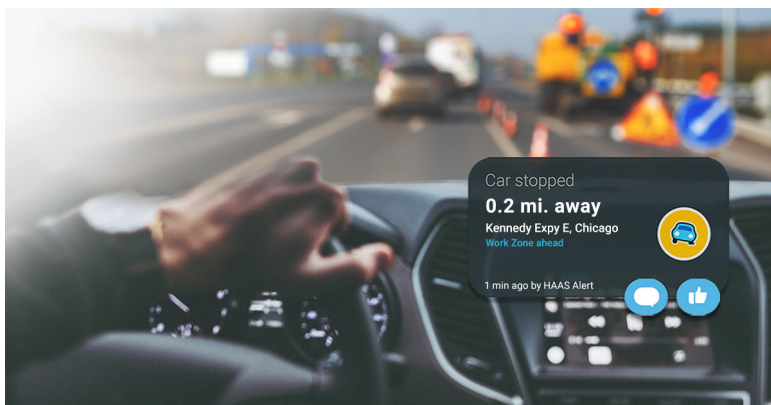 Car stopped
0.2 mi. away
Kennedy Expy E, Chicago
Work Zone ahead
1 min ago by HAAS Alert